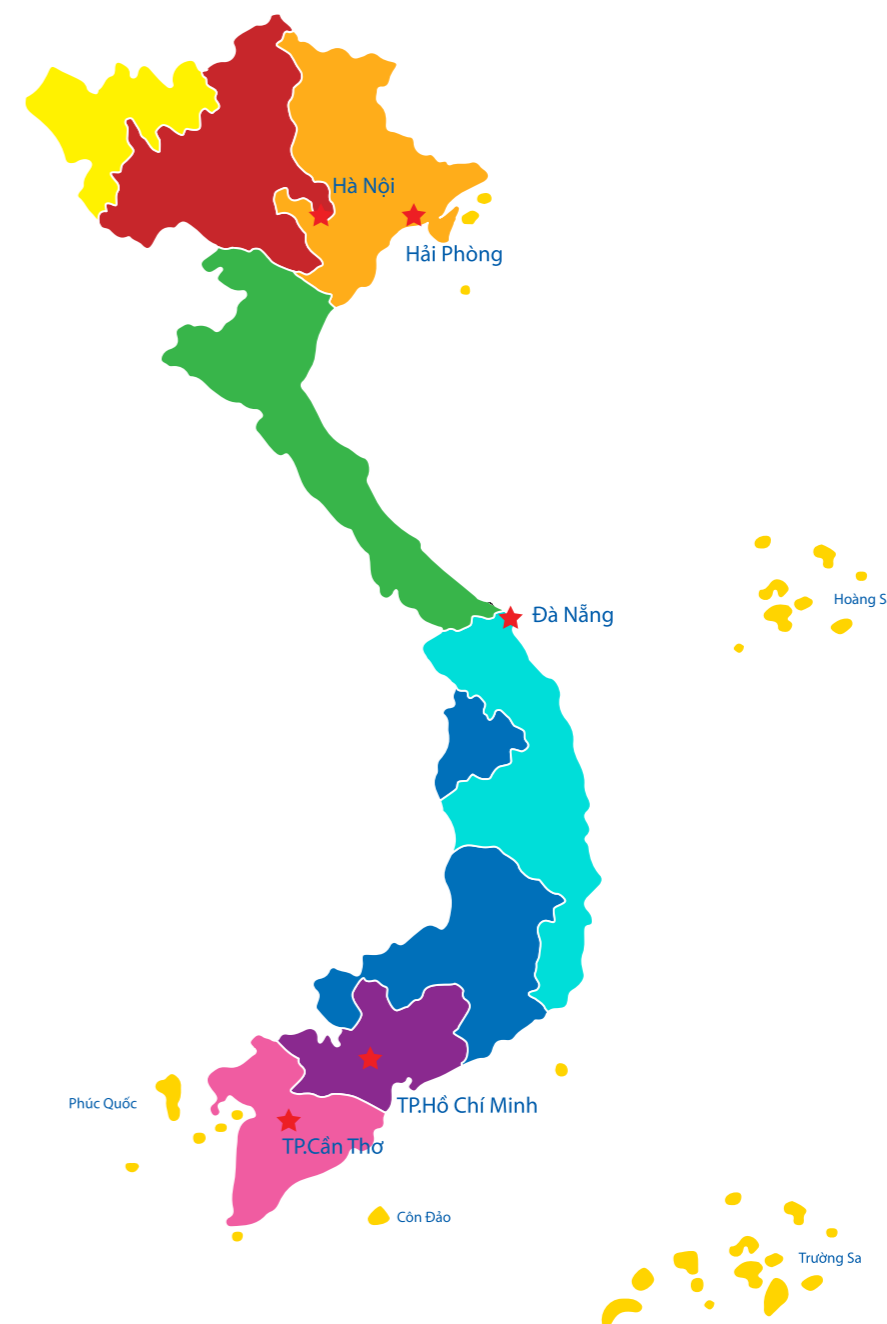 Hà Nội
Hải Phòng
Hoàng S
Đà Nẵng
Phúc Quốc
TP.Hồ Chí Minh
TP.Cần Thơ
Côn Đảo
Trường Sa